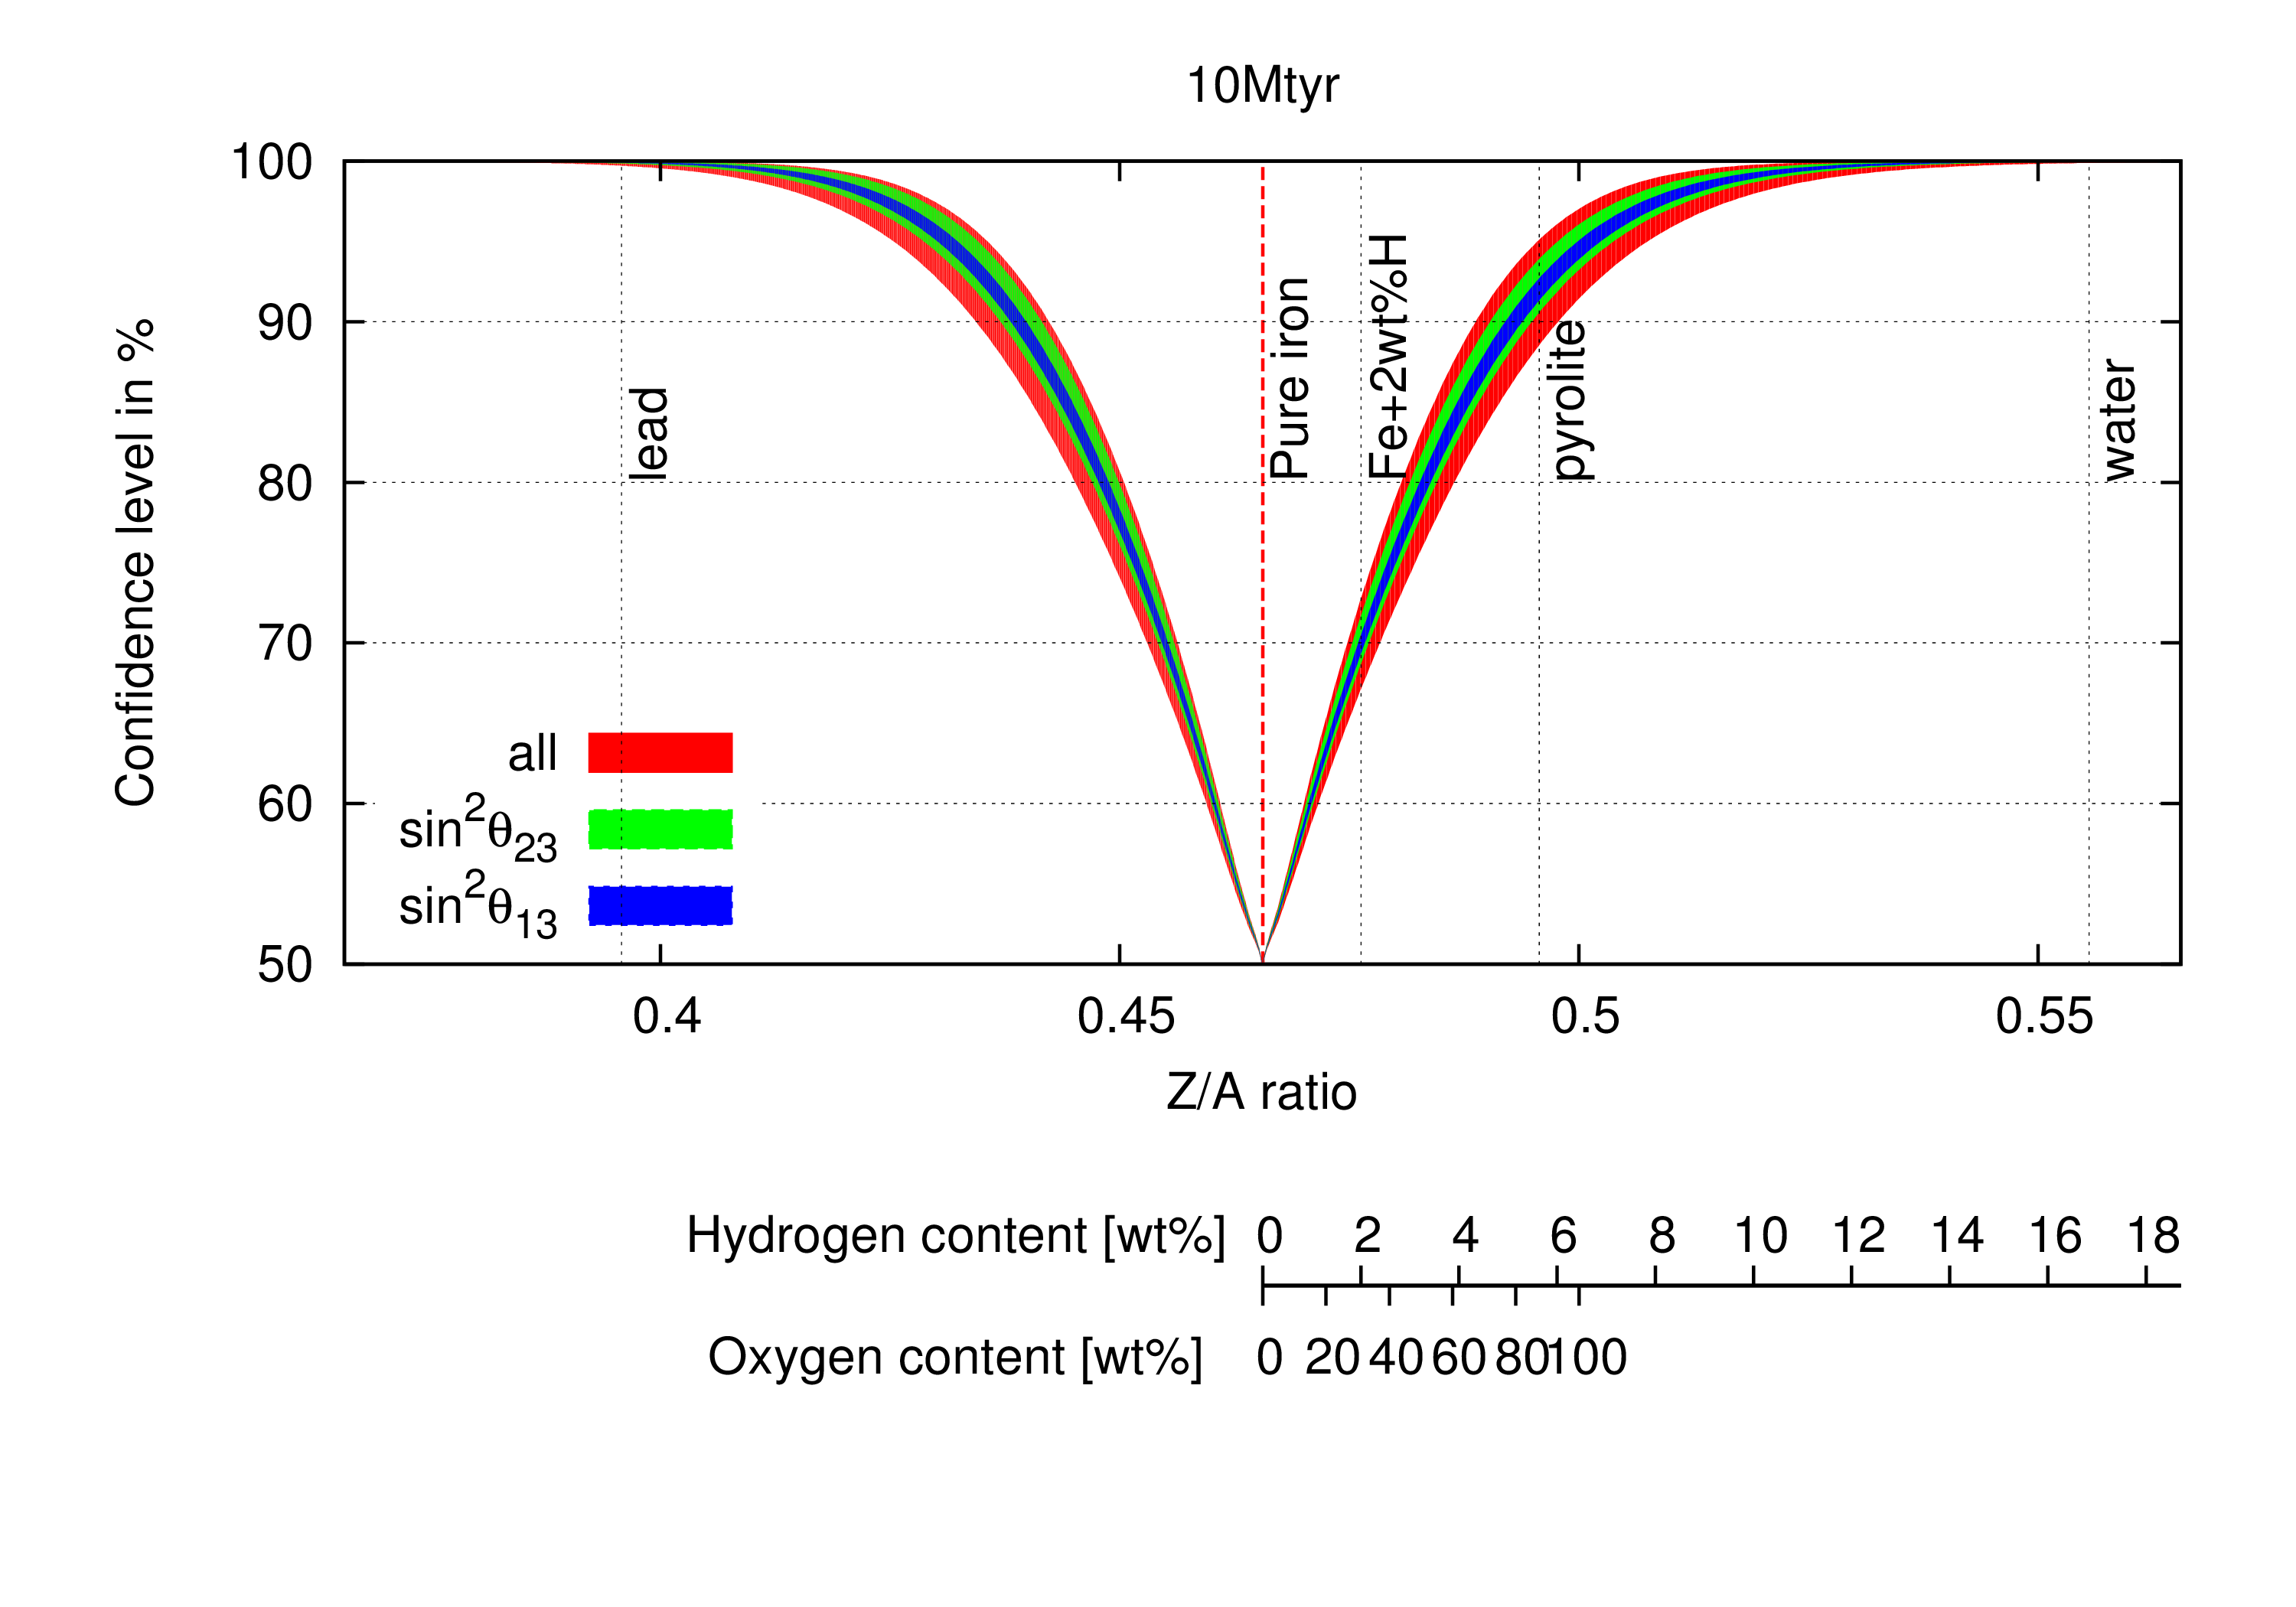 10Mtyr
100
90
80
70
60
50
Confidence level in %
lead
Pure iron
Fe+2wt%H
pyrolite
water
all
sin²θ₂₃
sin²θ₁₃
0.4 0.45 0.5 0.55
Z/A ratio
Hydrogen content [wt%] 0 2 4 6 8 10 12 14 16 18
Oxygen content [wt%] 0 20 40 60 80 100